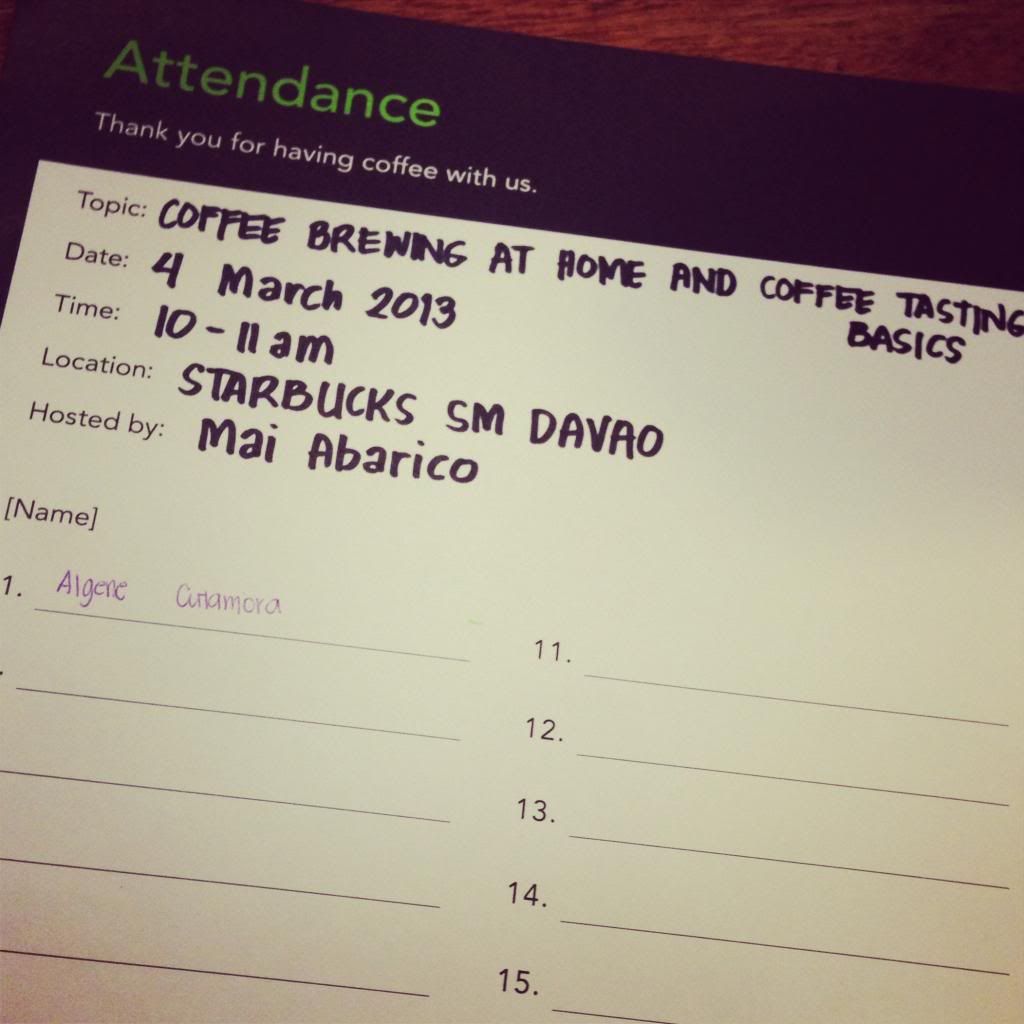 Attendance
Thank you for having coffee with us.
Topic: COFFEE BREWING AT HOME AND COFFEE TASTING
BASICS
Date: 4 March 2013
Time: 10 - 11 am
Location: STARBUCKS SM DAVAO
Hosted by: Mai Abarico
[Name]
1. Algene
11.
12.
13.
14.
15.